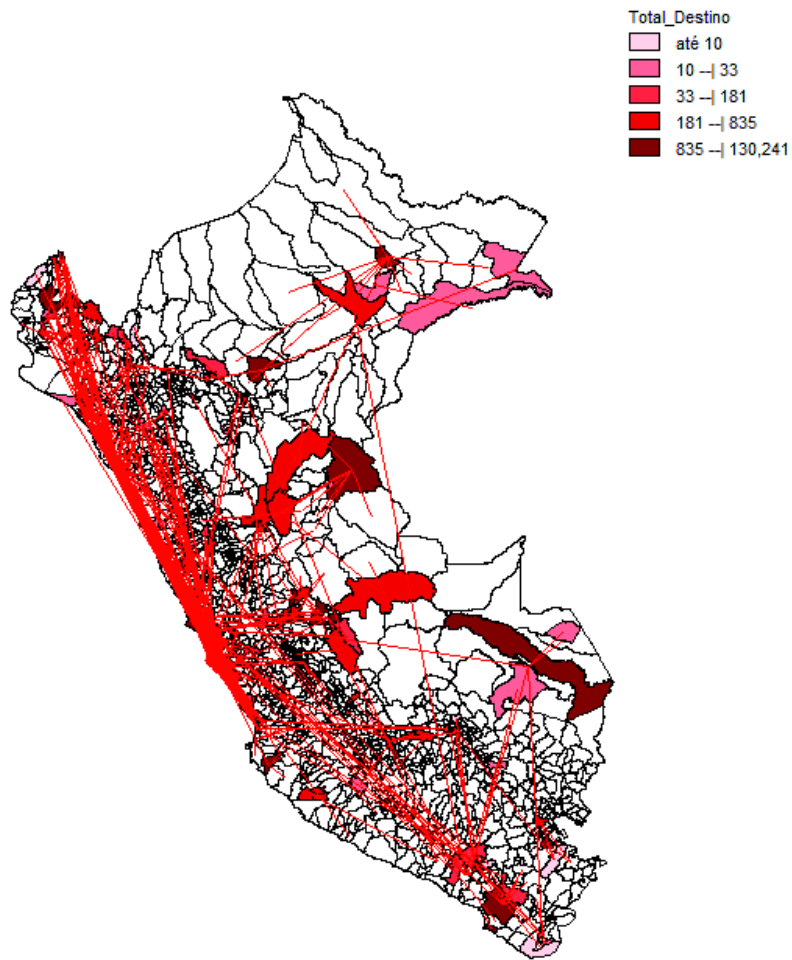 Total_Destino
até 10
10 --| 33
33 --| 181
181 --| 835
835 --| 130,241